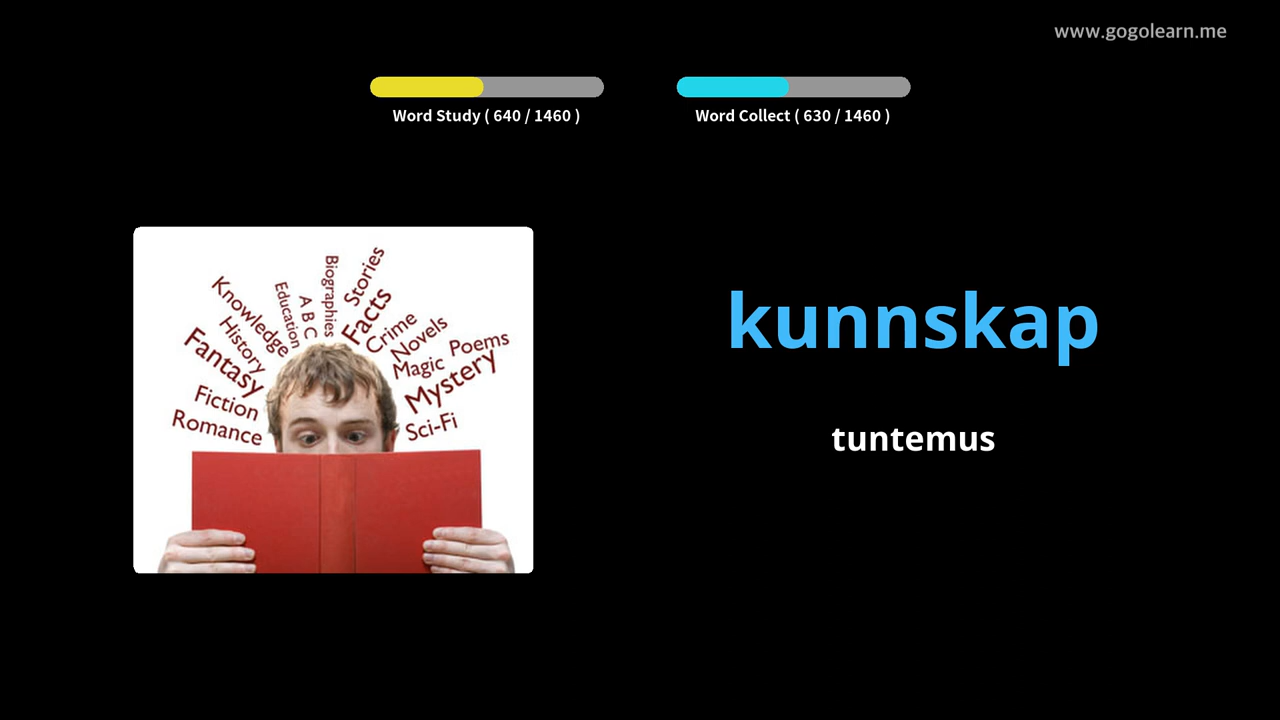 www.gogolearn.me
Word Study ( 640 / 1460 )
Word Collect ( 630 / 1460 )
Biographies
Stories
Education
A B C
Facts
Knowledge
Crime
History
Novels
Fantasy
Magic
Poems
Mystery
Fiction
Romance
Sci-Fi
kunnskap
tuntemus